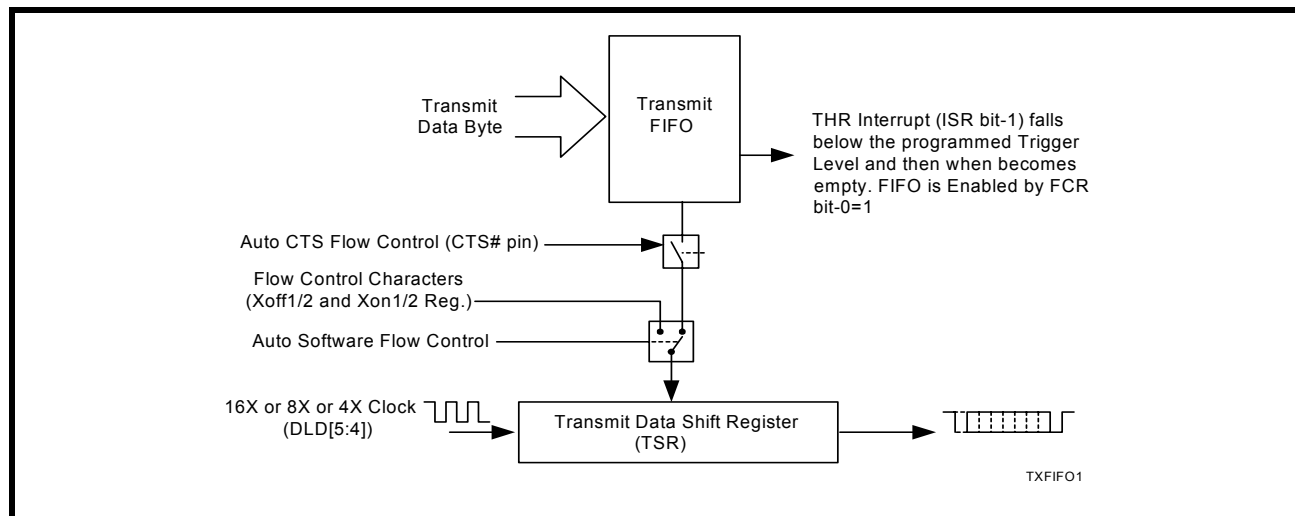 Transmit
Data Byte
Transmit
FIFO
THR Interrupt (ISR bit-1) falls
below the programmed Trigger
Level and then when becomes
empty. FIFO is Enabled by FCR
bit-0=1
Auto CTS Flow Control (CTS# pin)
Flow Control Characters
(Xoff1/2 and Xon1/2 Reg.)
Auto Software Flow Control
16X or 8X or 4X Clock
(DLD[5:4])
Transmit Data Shift Register
(TSR)
TXFIFO1